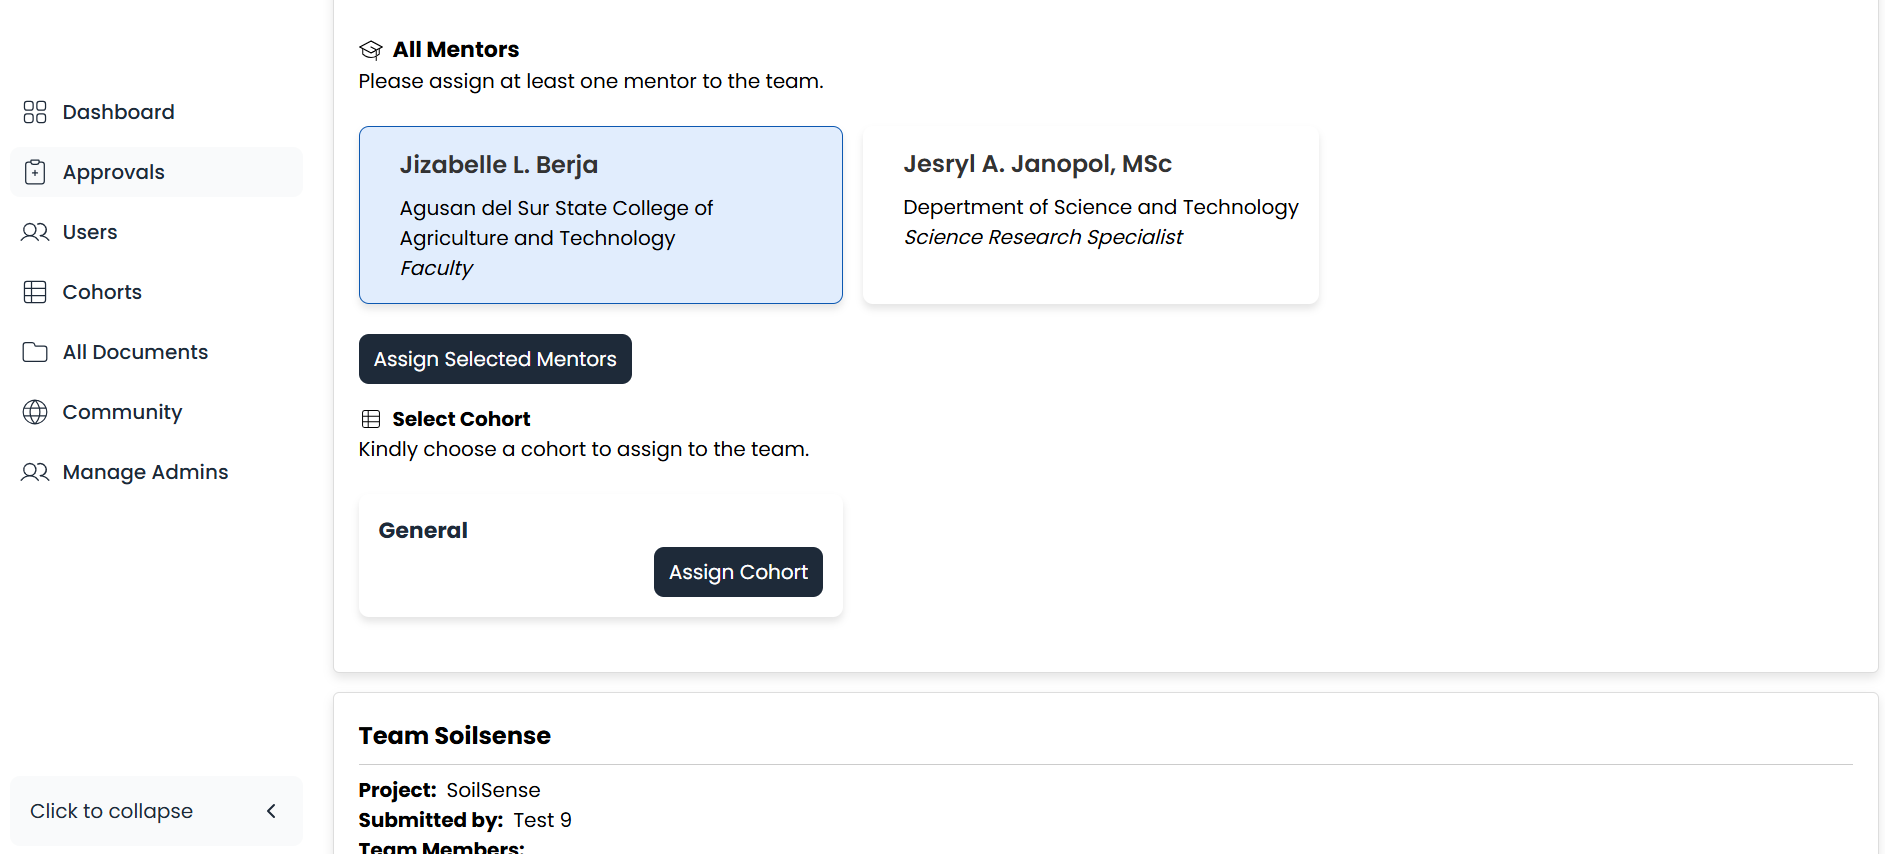 Dashboard
Approvals
Users
Cohorts
All Documents
Community
Manage Admins
Click to collapse
All Mentors
Please assign at least one mentor to the team.
Jizabelle L. Berja
Agusan del Sur State College of
Agriculture and Technology
Faculty
Jesryl A. Janopol, MSc
Depertment of Science and Technology
Science Research Specialist
Assign Selected Mentors
Select Cohort
Kindly choose a cohort to assign to the team.
General
Assign Cohort
Team Soilsense
Project: SoilSense
Submitted by: Test 9
Team Members: